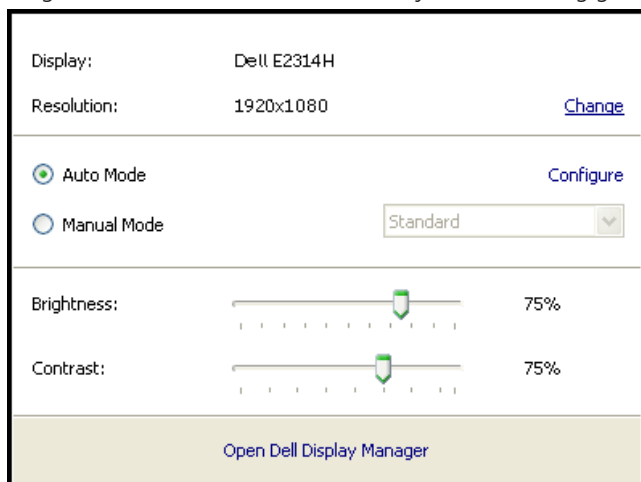 Display: Dell E2314H
Resolution: 1920x1080 Change
Auto Mode Configure
Manual Mode Standard
Brightness: 75%
Contrast: 75%
Open Dell Display Manager